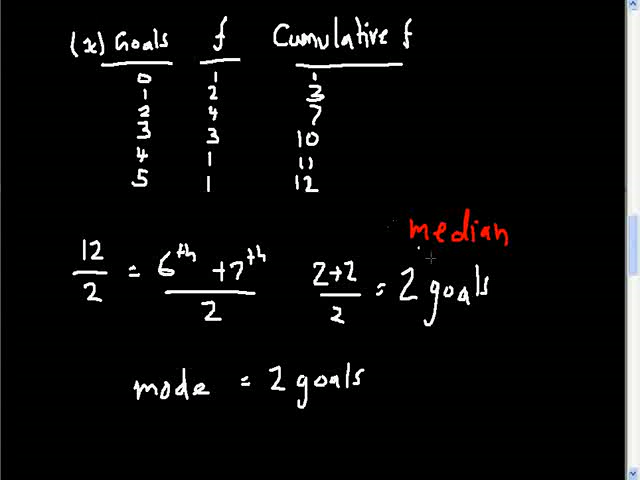 (x) Goals f Cumulative f
0 1 1
1 2 3
2 4 7
3 3 10
4 1 11
5 1 12
median
12/2 = 6th + 7th / 2 2+2/2 = 2 goals
mode = 2 goals